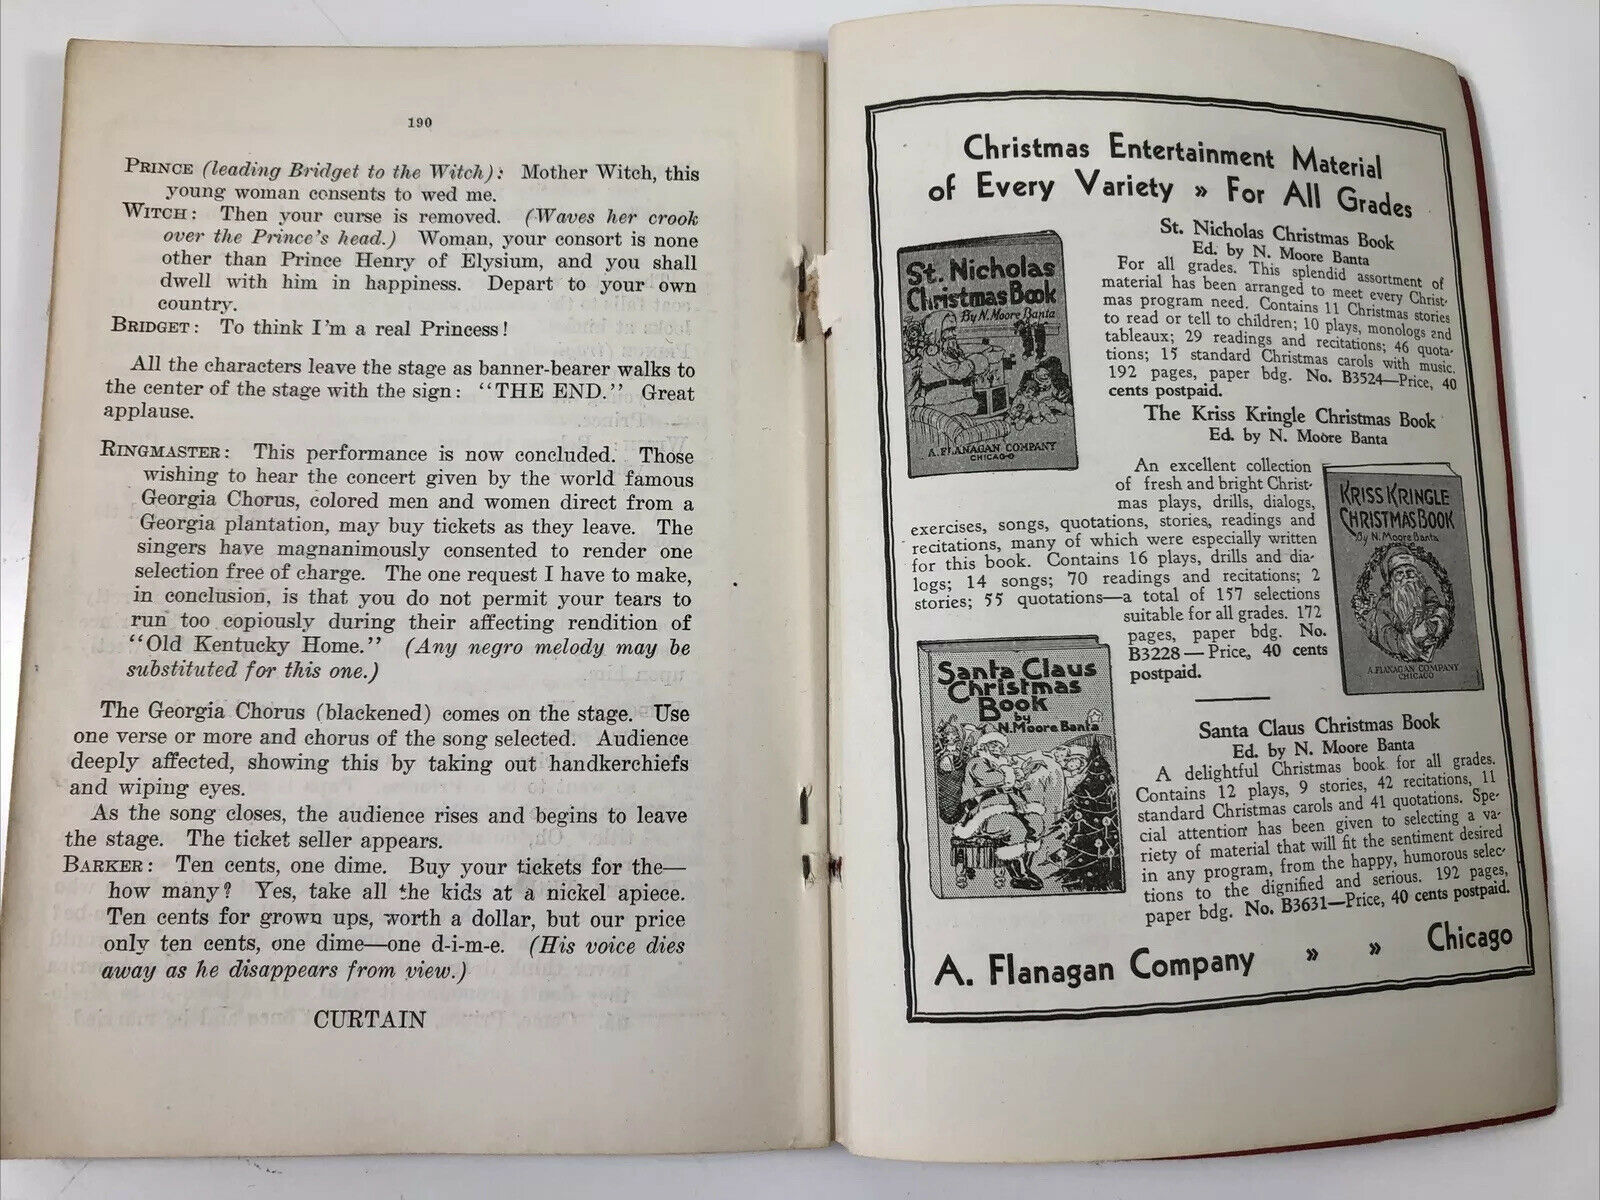 190
PRINCE (leading Bridget to the Witch): Mother Witch, this
young woman consents to wed me.
WITCH: Then your curse is removed. (Waves her crook
over the Prince's head.) Woman, your consort is none
other than Prince Henry of Elysium, and you shall
dwell with him in happiness. Depart to your own
country.
BRIDGET: To think I'm a real Princess!
All the characters leave the stage as banner-bearer walks to
the center of the stage with the sign: "THE END." Great
applause.
RINGMASTER: This performance is now concluded. Those
wishing to hear the concert given by the world famous
Georgia Chorus, colored men and women direct from a
Georgia plantation, may buy tickets as they leave. The
singers have magnanimously consented to render one
selection free of charge. The one request I have to make,
in conclusion, is that you do not permit your tears to
run too copiously during their affecting rendition of
"Old Kentucky Home." (Any negro melody may be
substituted for this one.)
The Georgia Chorus (blackened) comes on the stage. Use
one verse or more and chorus of the song selected. Audience
deeply affected, showing this by taking out handkerchiefs
and wiping eyes.
As the song closes, the audience rises and begins to leave
the stage. The ticket seller appears.
BARKER: Ten cents, one dime. Buy your tickets for the—
how many? Yes, take all the kids at a nickel apiece.
Ten cents for grown ups, worth a dollar, but our price
only ten cents, one dime—one d-i-m-e. (His voice dies
away as he disappears from view.)
CURTAIN
Christmas Entertainment Material
of Every Variety » For All Grades
St. Nicholas
Christmas Book
By N. Moore Banta
A. FLANAGAN COMPANY
CHICAGO
St. Nicholas Christmas Book
Ed. by N. Moore Banta
For all grades. This splendid assortment of
material has been arranged to meet every Christ-
mas program need. Contains 11 Christmas stories
to read or tell to children; 10 plays, monologs and
tableaux; 29 readings and recitations; 46 quota-
tions; 15 standard Christmas carols with music.
192 pages, paper bdg. No. B3524—Price, 40
cents postpaid.
The Kriss Kringle Christmas Book
Ed. by N. Moore Banta
An excellent collection
of fresh and bright Christ-
mas plays, drills, dialogs,
exercises, songs, quotations, stories, readings and
recitations, many of which were especially written
for this book. Contains 16 plays, drills and dia-
logs; 14 songs; 70 readings and recitations; 2
stories; 55 quotations—a total of 157 selections
suitable for all grades. 172
pages, paper bdg. No.
B3228—Price, 40 cents
postpaid.
KRISS KRINGLE
CHRISTMAS BOOK
By N. Moore Banta
A. FLANAGAN COMPANY
CHICAGO
Santa Claus
Christmas
Book
by
N. Moore Banta
Santa Claus Christmas Book
Ed. by N. Moore Banta
A delightful Christmas book for all grades.
Contains 12 plays, 9 stories, 42 recitations, 11
standard Christmas carols and 41 quotations. Spe-
cial attention has been given to selecting a va-
riety of material that will fit the sentiment desired
in any program, from the happy, humorous selec-
tions to the dignified and serious. 192 pages,
paper bdg. No. B3631—Price, 40 cents postpaid.
A. Flanagan Company » » Chicago